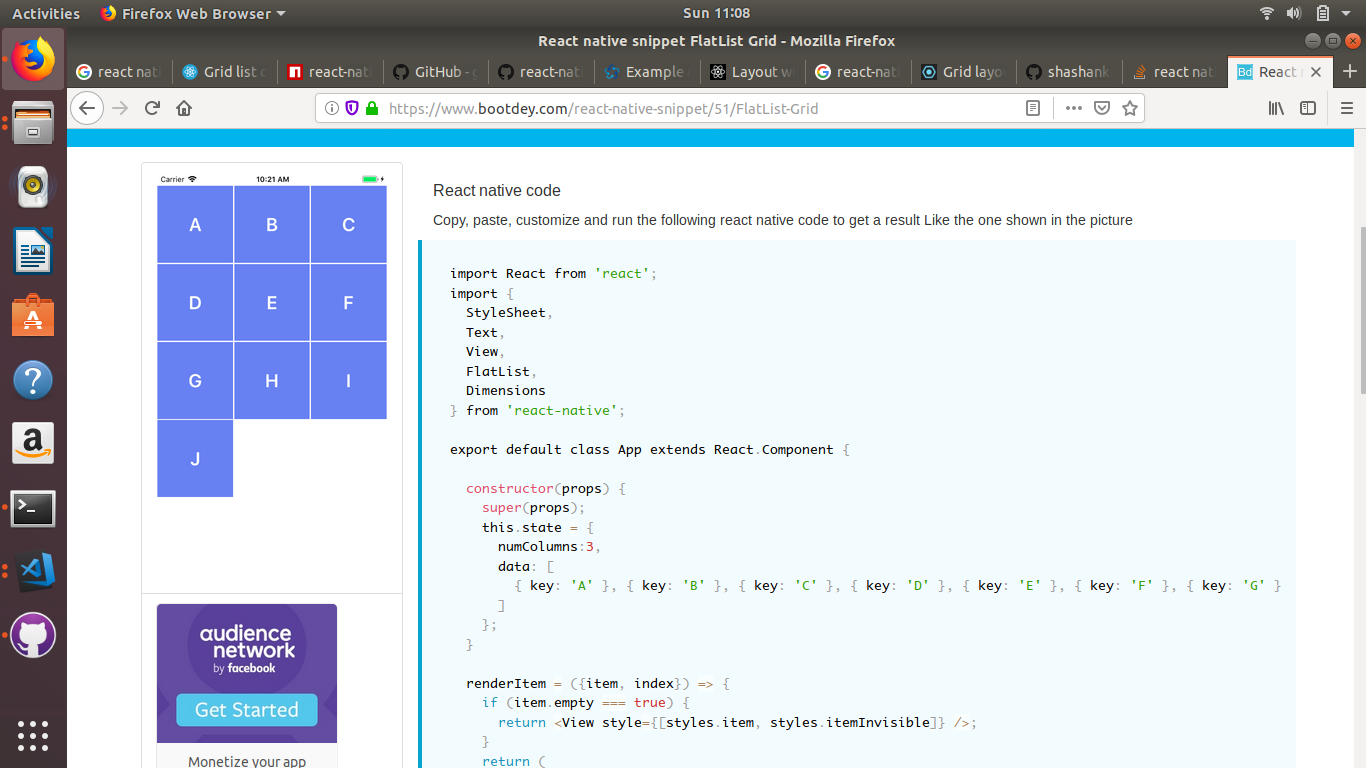 Activities
Firefox Web Browser
Sun 11:08
React native snippet FlatList Grid - Mozilla Firefox
react nati
Grid list c
react-nati
GitHub - g
react-nati
Example
Layout w
react-nati
Grid layo
shashank
react nat
React n
https://www.bootdey.com/react-native-snippet/51/FlatList-Grid
Carrier
10:21 AM
A
B
C
D
E
F
G
H
I
J
audience
network
by facebook
Get Started
Monetize your app
React native code
Copy, paste, customize and run the following react native code to get a result Like the one shown in the picture
import React from 'react';
import {
StyleSheet,
Text,
View,
FlatList,
Dimensions
} from 'react-native';
export default class App extends React.Component {
constructor(props) {
super(props);
this.state = {
numColumns:3,
data: [
{ key: 'A' }, { key: 'B' }, { key: 'C' }, { key: 'D' }, { key: 'E' }, { key: 'F' }, { key: 'G' }
]
};
}
renderItem = ({item, index}) => {
if (item.empty === true) {
return <View style={[styles.item, styles.itemInvisible]} />;
}
return (